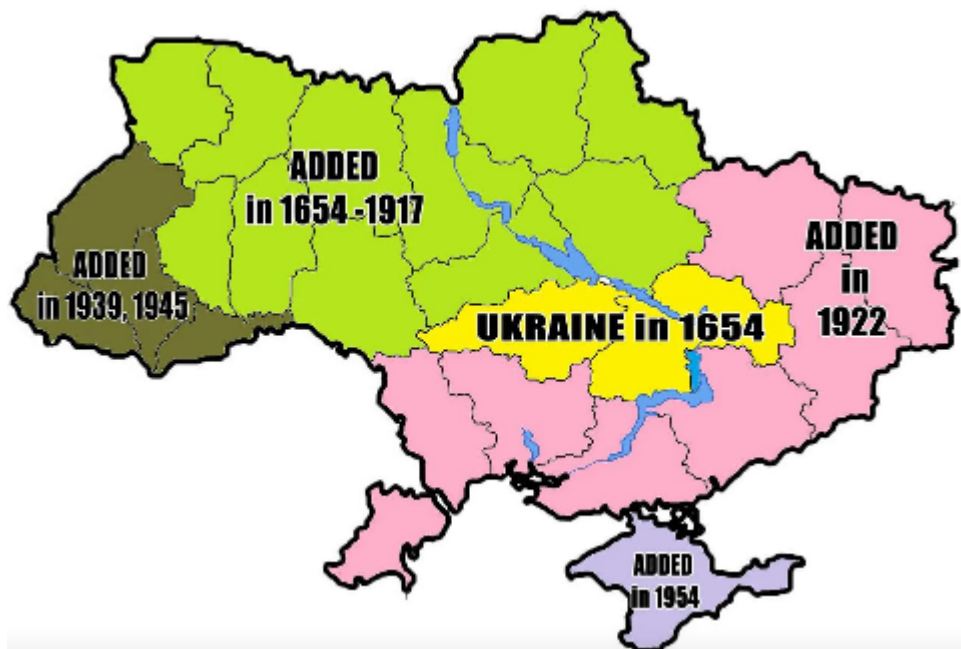 ADDED
in 1654 -1917
ADDED
in 1939, 1945
UKRAINE in 1654
ADDED
in
1922
ADDED
in 1954